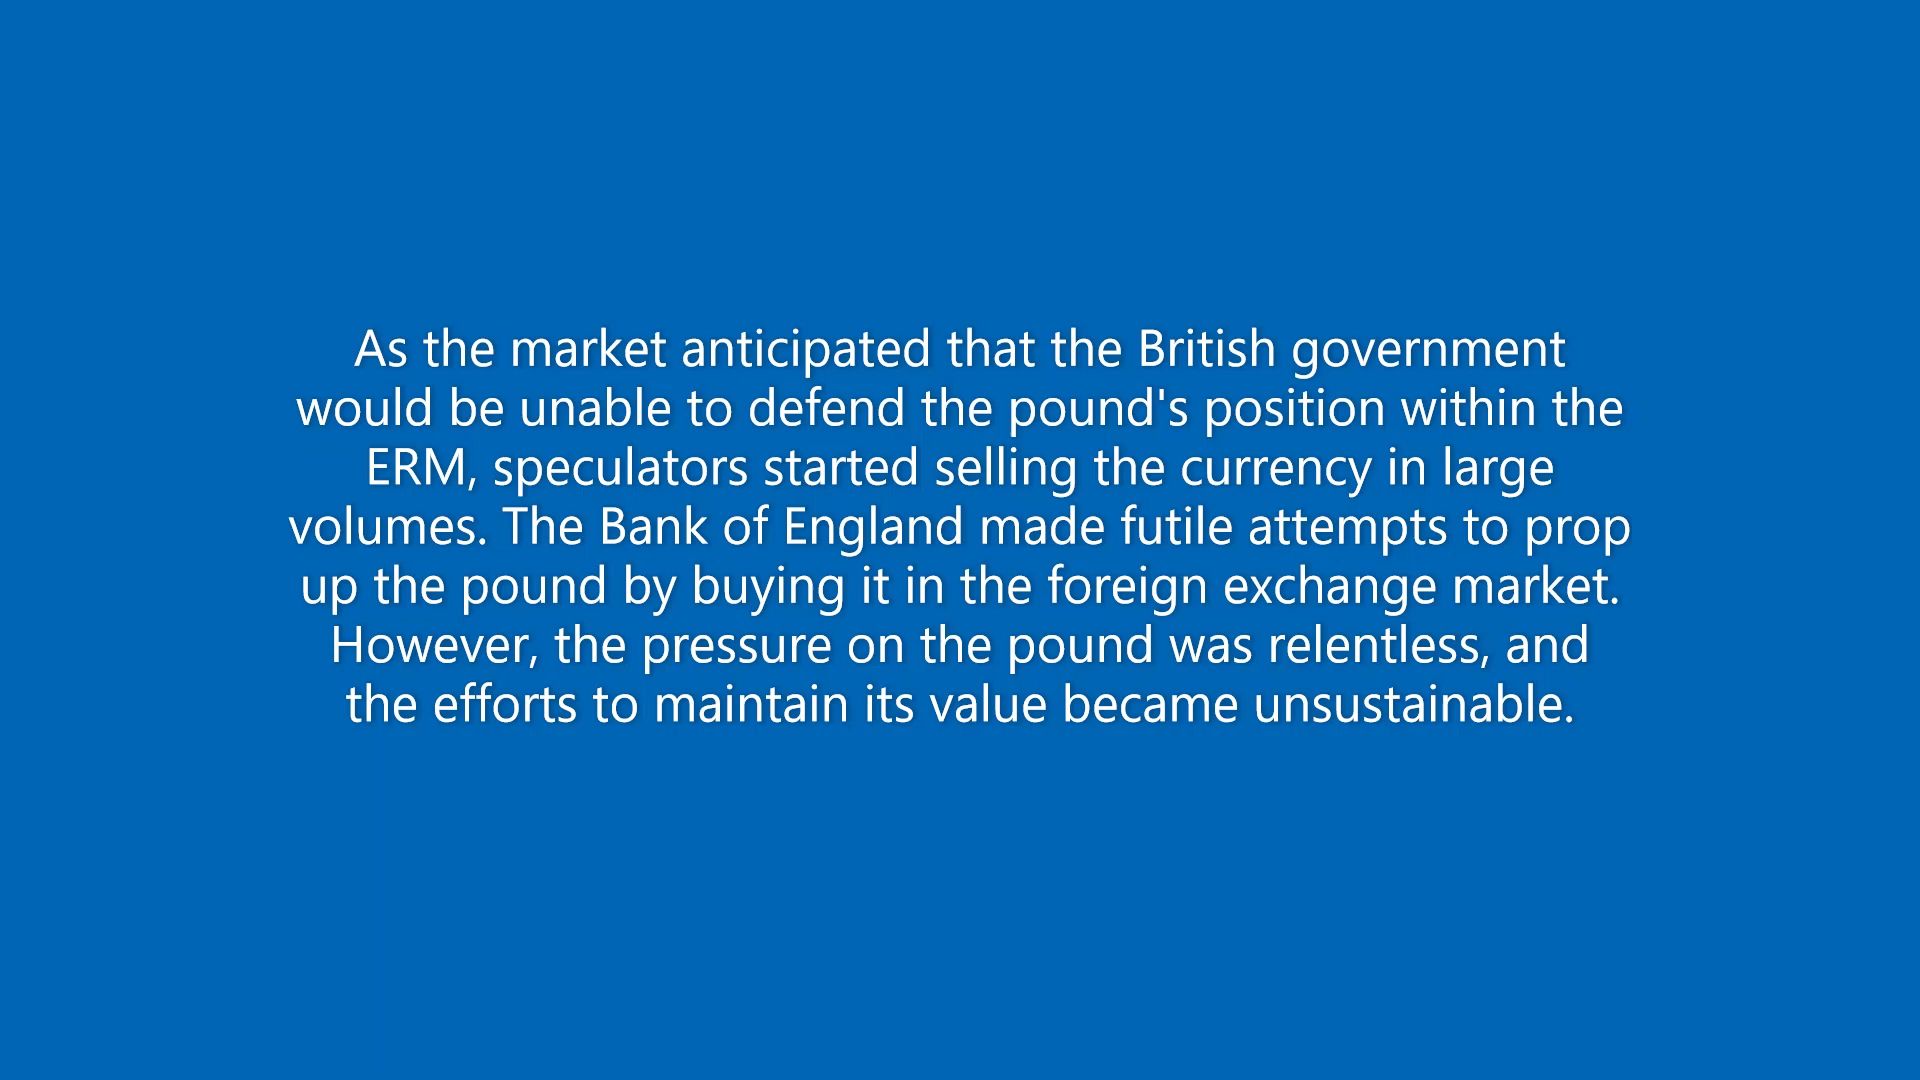 As the market anticipated that the British government
would be unable to defend the pound's position within the
ERM, speculators started selling the currency in large
volumes. The Bank of England made futile attempts to prop
up the pound by buying it in the foreign exchange market.
However, the pressure on the pound was relentless, and
the efforts to maintain its value became unsustainable.